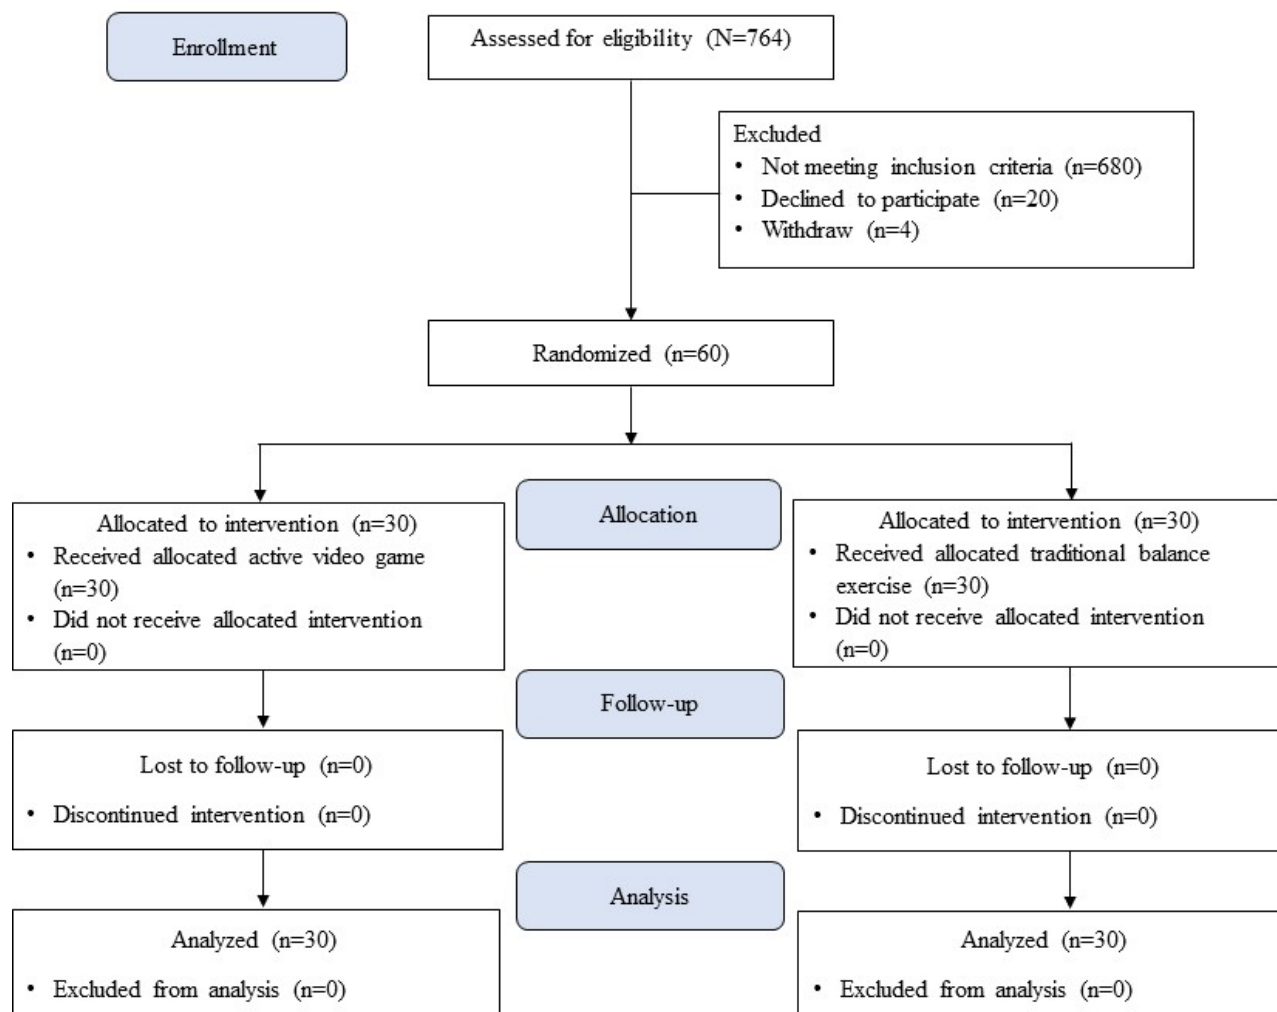 Enrollment
Assessed for eligibility (N=764)
Excluded
• Not meeting inclusion criteria (n=680)
• Declined to participate (n=20)
• Withdraw (n=4)
Randomized (n=60)
Allocation
Allocated to intervention (n=30)
• Received allocated active video game
(n=30)
• Did not receive allocated intervention
(n=0)
Allocated to intervention (n=30)
• Received allocated traditional balance
exercise (n=30)
• Did not receive allocated intervention
(n=0)
Follow-up
Lost to follow-up (n=0)
• Discontinued intervention (n=0)
Lost to follow-up (n=0)
• Discontinued intervention (n=0)
Analysis
Analyzed (n=30)
• Excluded from analysis (n=0)
Analyzed (n=30)
• Excluded from analysis (n=0)